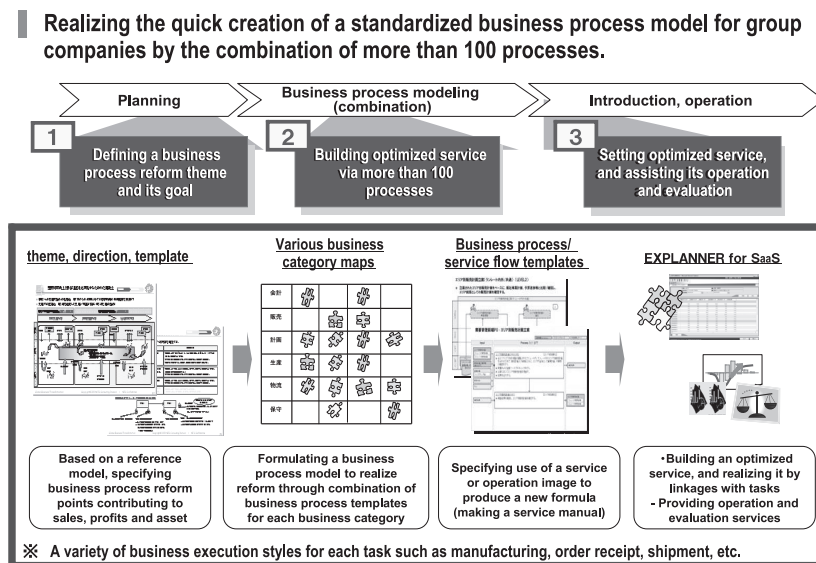 Realizing the quick creation of a standardized business process model for group
companies by the combination of more than 100 processes.
Planning
Business process modeling
(combination)
Introduction, operation
1
Defining a business
process reform theme
and its goal
2
Building optimized service
via more than 100
processes
3
Setting optimized service,
and assisting its operation
and evaluation
theme, direction, template
Various business
category maps
Business process/
service flow templates
EXPLANNER for SaaS
会計
販売
計画
生産
物流
保守
Based on a reference
model, specifying
business process reform
points contributing to
sales, profits and asset
Formulating a business
process model to realize
reform through combination of
business process templates
for each business category
Specifying use of a service
or operation image to
produce a new formula
(making a service manual)
•Building an optimized
service, and realizing it by
linkages with tasks
- Providing operation and
evaluation services
※ A variety of business execution styles for each task such as manufacturing, order receipt, shipment, etc.